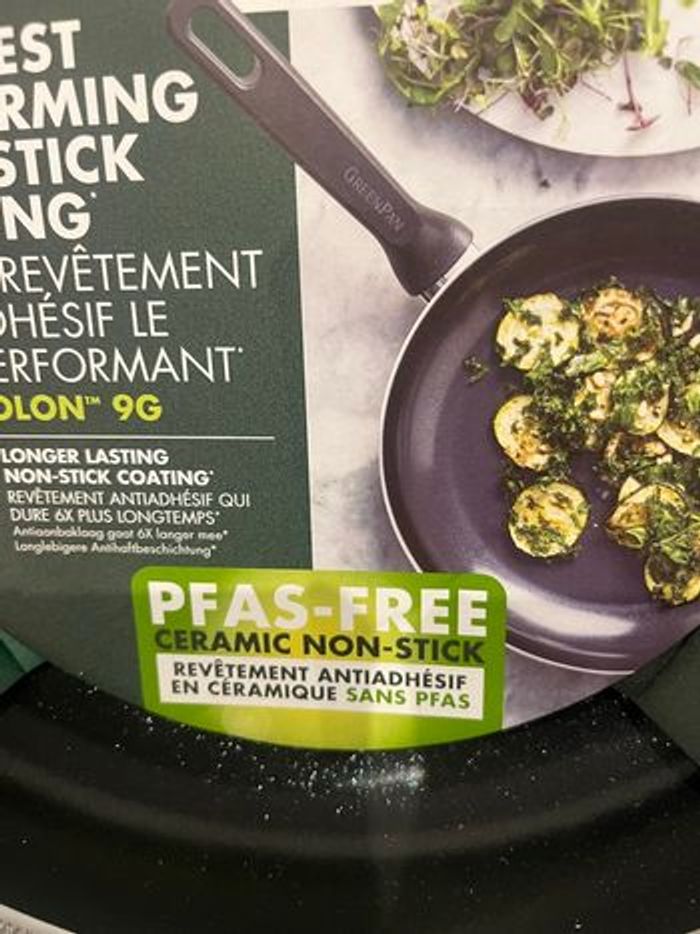 EST
RMING
STICK
NG*
REVÊTEMENT
HÉSIF LE
ERFORMANT*
OLON™ 9G
LONGER LASTING
NON-STICK COATING*
REVÊTEMENT ANTIADHÉSIF QUI
DURE 6X PLUS LONGTEMPS*
Antiaanbaklaag gaat 6X langer mee*
Langlebigere Antihaftbeschichtung*
GREENPAN
PFAS-FREE
CERAMIC NON-STICK
REVÊTEMENT ANTIADHÉSIF
EN CÉRAMIQUE SANS PFAS